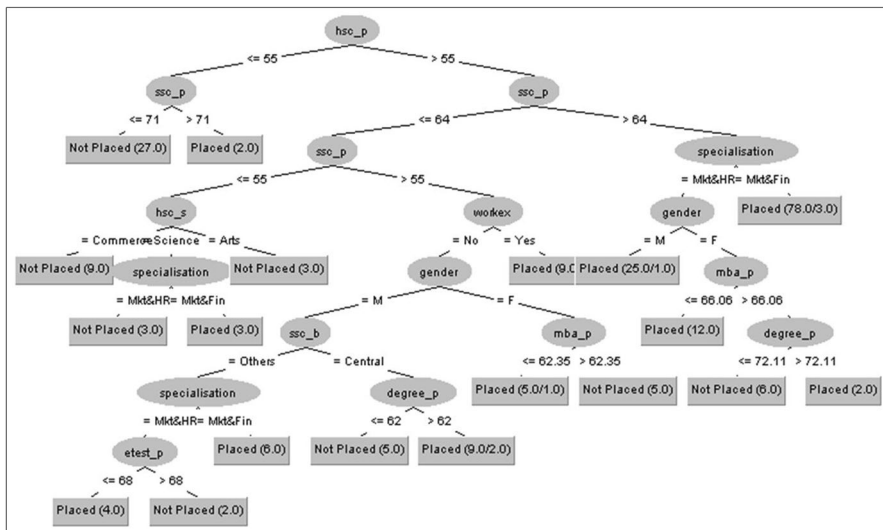 hsc_p
<= 55 > 55
ssc_p ssc_p
<= 71 > 71 <= 64 > 64
Not Placed (27.0) Placed (2.0) ssc_p specialisation
<= 55 > 55 = Mkt&HR = Mkt&Fin
hsc_s workex gender Placed (78.0/3.0)
= Commerce = Science = Arts = No = Yes = M = F
Not Placed (9.0) specialisation Not Placed (3.0) gender Placed (9.0 Placed (25.0/1.0) mba_p
= Mkt&HR = Mkt&Fin = M = F <= 66.06 > 66.06
Not Placed (3.0) Placed (3.0) ssc_b mba_p Placed (12.0) degree_p
= Others = Central <= 62.35 > 62.35 <= 72.11 > 72.11
specialisation degree_p Placed (5.0/1.0) Not Placed (5.0) Not Placed (6.0) Placed (2.0)
= Mkt&HR = Mkt&Fin <= 62 > 62
etest_p Placed (6.0) Not Placed (5.0) Placed (9.0/2.0)
<= 68 > 68
Placed (4.0) Not Placed (2.0)